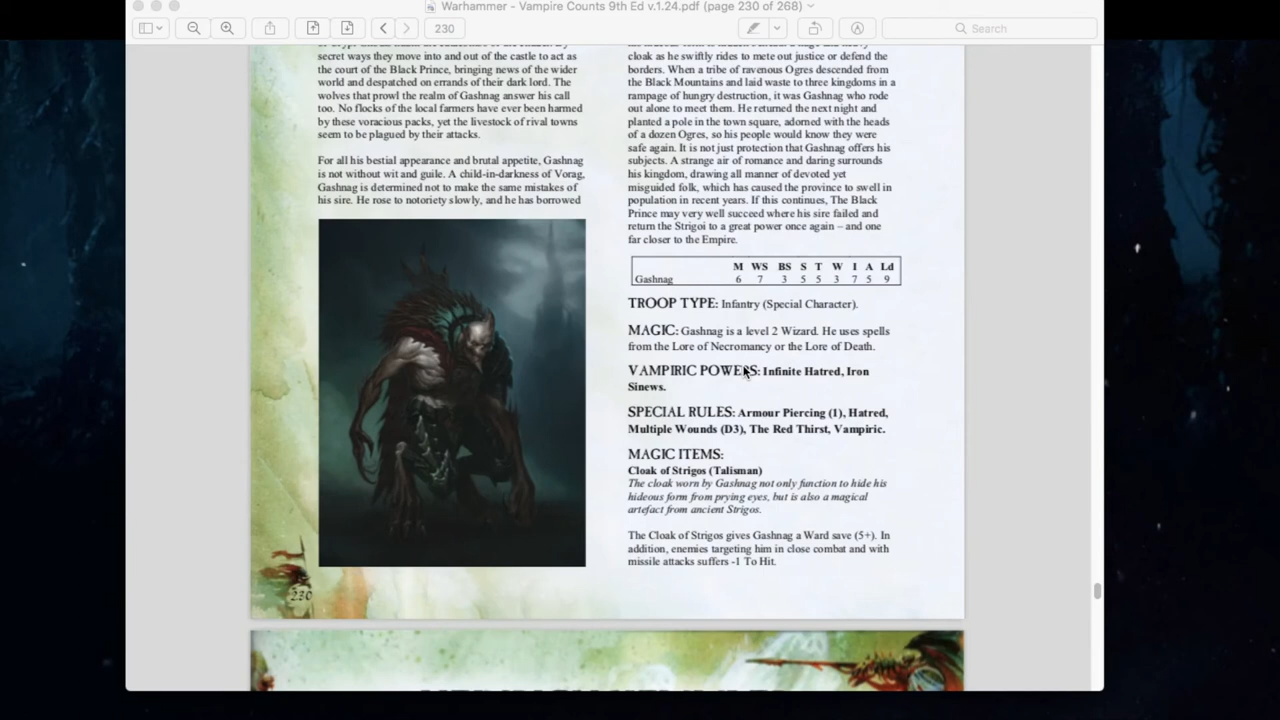 Warhammer - Vampire Counts 9th Ed v.1.24.pdf (page 230 of 268)
230
Search
secret ways they move into and out of the castle to act as
the court of the Black Prince, bringing news of the wider
world and despatched on errands of their dark lord. The
wolves that prowl the realm of Gashnag answer his call
too. No flocks of the local farmers have ever been harmed
by these voracious packs, yet the livestock of rival towns
seem to be plagued by their attacks.
For all his bestial appearance and brutal appetite, Gashnag
is not without wit and guile. A child-in-darkness of Vorag,
Gashnag is determined not to make the same mistakes of
his sire. He rose to notoriety slowly, and he has borrowed
230
cloak as he swiftly rides to mete out justice or defend the
borders. When a tribe of ravenous Ogres descended from
the Black Mountains and laid waste to three kingdoms in a
rampage of hungry destruction, it was Gashnag who rode
out alone to meet them. He returned the next night and
planted a pole in the town square, adorned with the heads
of a dozen Ogres, so his people would know they were
safe again. It is not just protection that Gashnag offers his
subjects. A strange air of romance and daring surrounds
his kingdom, drawing all manner of devoted yet
misguided folk, which has caused the province to swell in
population in recent years. If this continues, The Black
Prince may very well succeed where his sire failed and
return the Strigoi to a great power once again – and one
far closer to the Empire.
M WS BS S T W I A Ld
Gashnag 6 7 3 5 5 3 7 5 9
TROOP TYPE: Infantry (Special Character).
MAGIC: Gashnag is a level 2 Wizard. He uses spells
from the Lore of Necromancy or the Lore of Death.
VAMPIRIC POWERS: Infinite Hatred, Iron
Sinews.
SPECIAL RULES: Armour Piercing (1), Hatred,
Multiple Wounds (D3), The Red Thirst, Vampiric.
MAGIC ITEMS:
Cloak of Strigos (Talisman)
The cloak worn by Gashnag not only function to hide his
hideous form from prying eyes, but is also a magical
artefact from ancient Strigos.
The Cloak of Strigos gives Gashnag a Ward save (5+). In
addition, enemies targeting him in close combat and with
missile attacks suffers -1 To Hit.